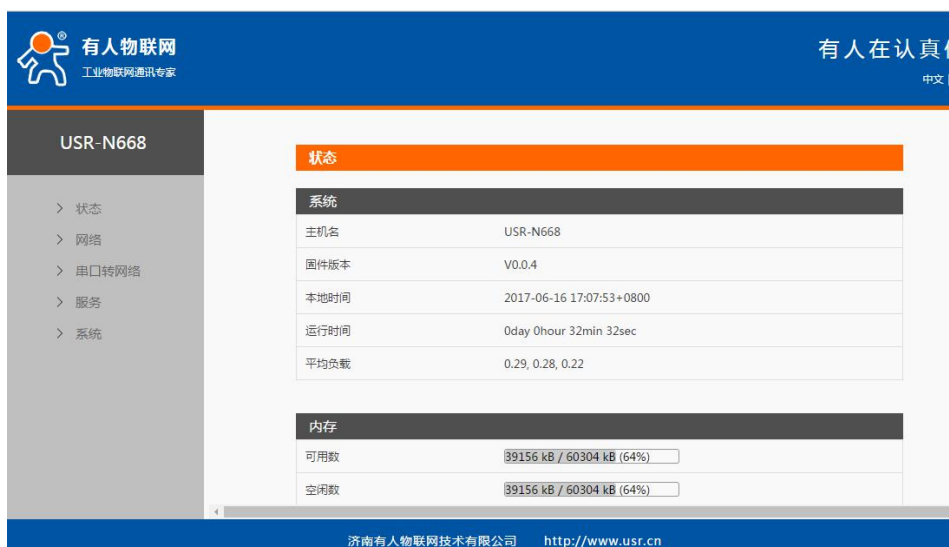 ®
有人物联网
工业物联网通讯专家
有人在认真
中文
USR-N668
状态
网络
串口转网络
服务
系统
状态
系统
主机名 USR-N668
固件版本 V0.0.4
本地时间 2017-06-16 17:07:53+0800
运行时间 0day 0hour 32min 32sec
平均负载 0.29, 0.28, 0.22
内存
可用数 39156 kB / 60304 kB (64%)
空闲数 39156 kB / 60304 kB (64%)
济南有人物联网技术有限公司 http://www.usr.cn